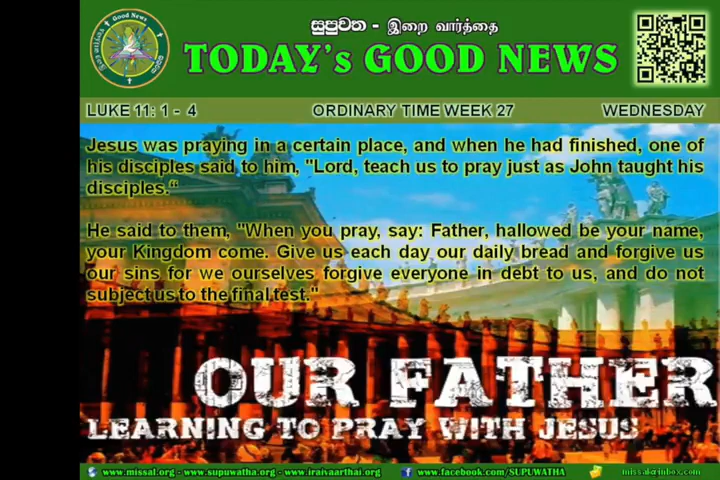 Good News
සුපුවත - இறை வார்த்தை
TODAY's GOOD NEWS
LUKE 11: 1 - 4 ORDINARY TIME WEEK 27 WEDNESDAY
Jesus was praying in a certain place, and when he had finished, one of
his disciples said to him, "Lord, teach us to pray just as John taught his
disciples."
He said to them, "When you pray, say: Father, hallowed be your name,
your Kingdom come. Give us each day our daily bread and forgive us
our sins for we ourselves forgive everyone in debt to us, and do not
subject us to the final test."
OUR FATHER
LEARNING TO PRAY WITH JESUS
www.missal.org - www.supuwatha.org - www.iraivaarthai.org www.facebook.com/SUPUWATHA missal@inbox.com